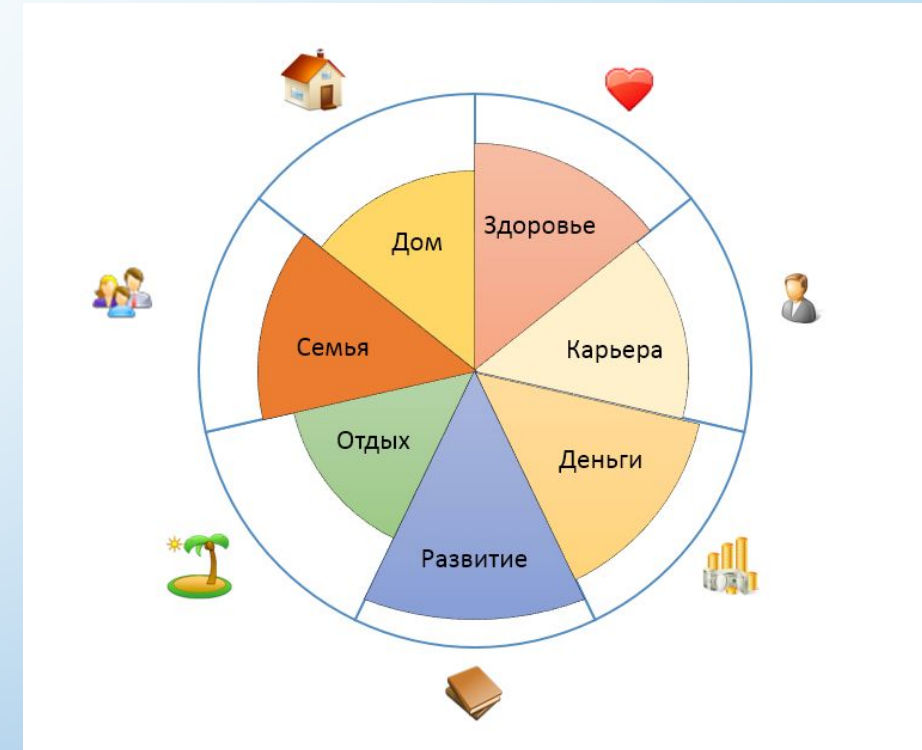 Дом
Здоровье
Семья
Карьера
Отдых
Деньги
Развитие